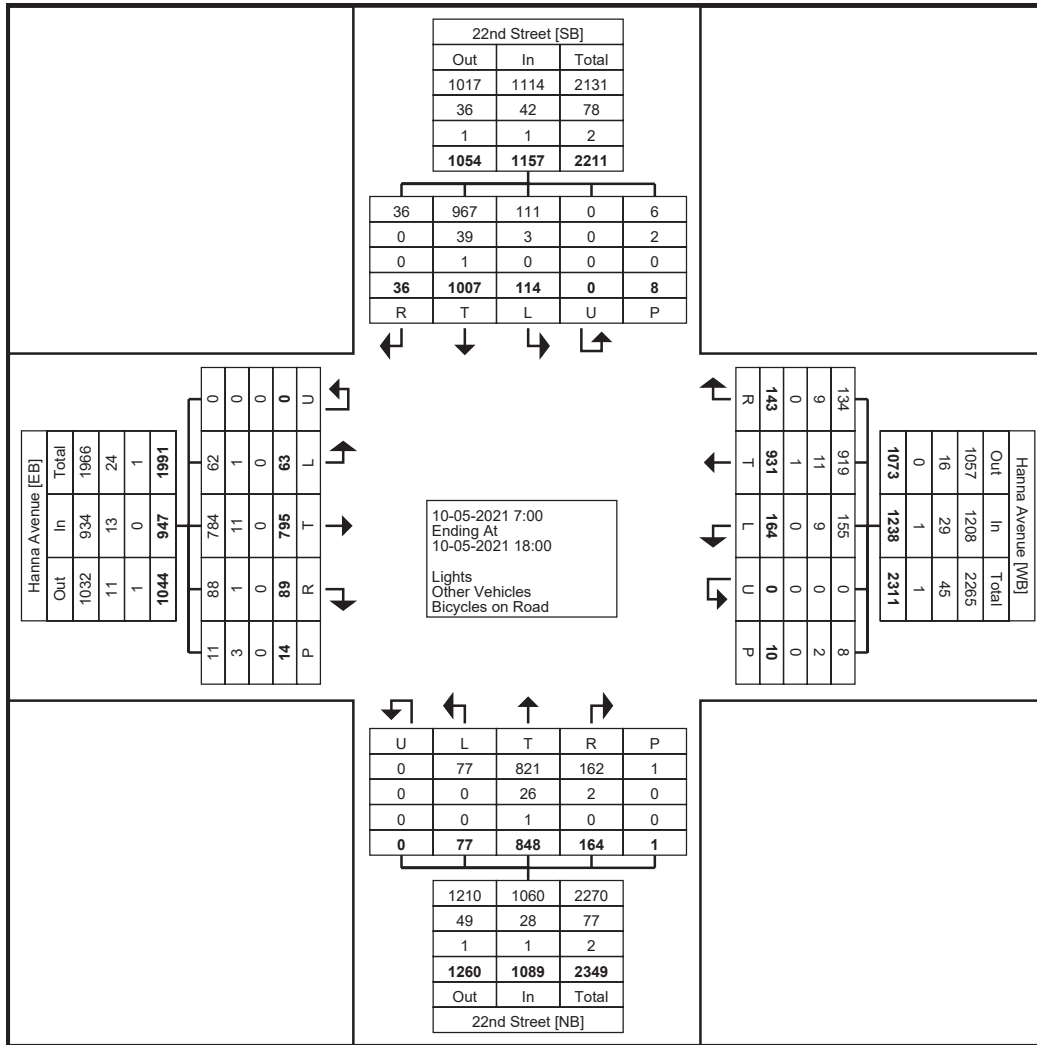 22nd Street [SB]
Out In Total
1017 1114 2131
36 42 78
1 1 2
1054 1157 2211
36 967 111 0 6
0 39 3 0 2
0 1 0 0 0
36 1007 114 0 8
R T L U P
Hanna Avenue [EB]
Total 1966 24 1 1991
In 934 13 0 947
Out 1032 11 1 1044
0 0 0 0 U
62 1 0 63 L
784 11 0 795 T
88 1 0 89 R
11 3 0 14 P
10-05-2021 7:00
Ending At
10-05-2021 18:00
Lights
Other Vehicles
Bicycles on Road
R 143 0 9 134
T 931 1 11 919
L 164 0 9 155
U 0 0 0 0
P 10 0 2 8
Hanna Avenue [WB]
Out In Total
1057 1208 2265
16 29 45
0 1 1
1073 1238 2311
U L T R P
0 77 821 162 1
0 0 26 2 0
0 0 1 0 0
0 77 848 164 1
1210 1060 2270
49 28 77
1 1 2
1260 1089 2349
Out In Total
22nd Street [NB]